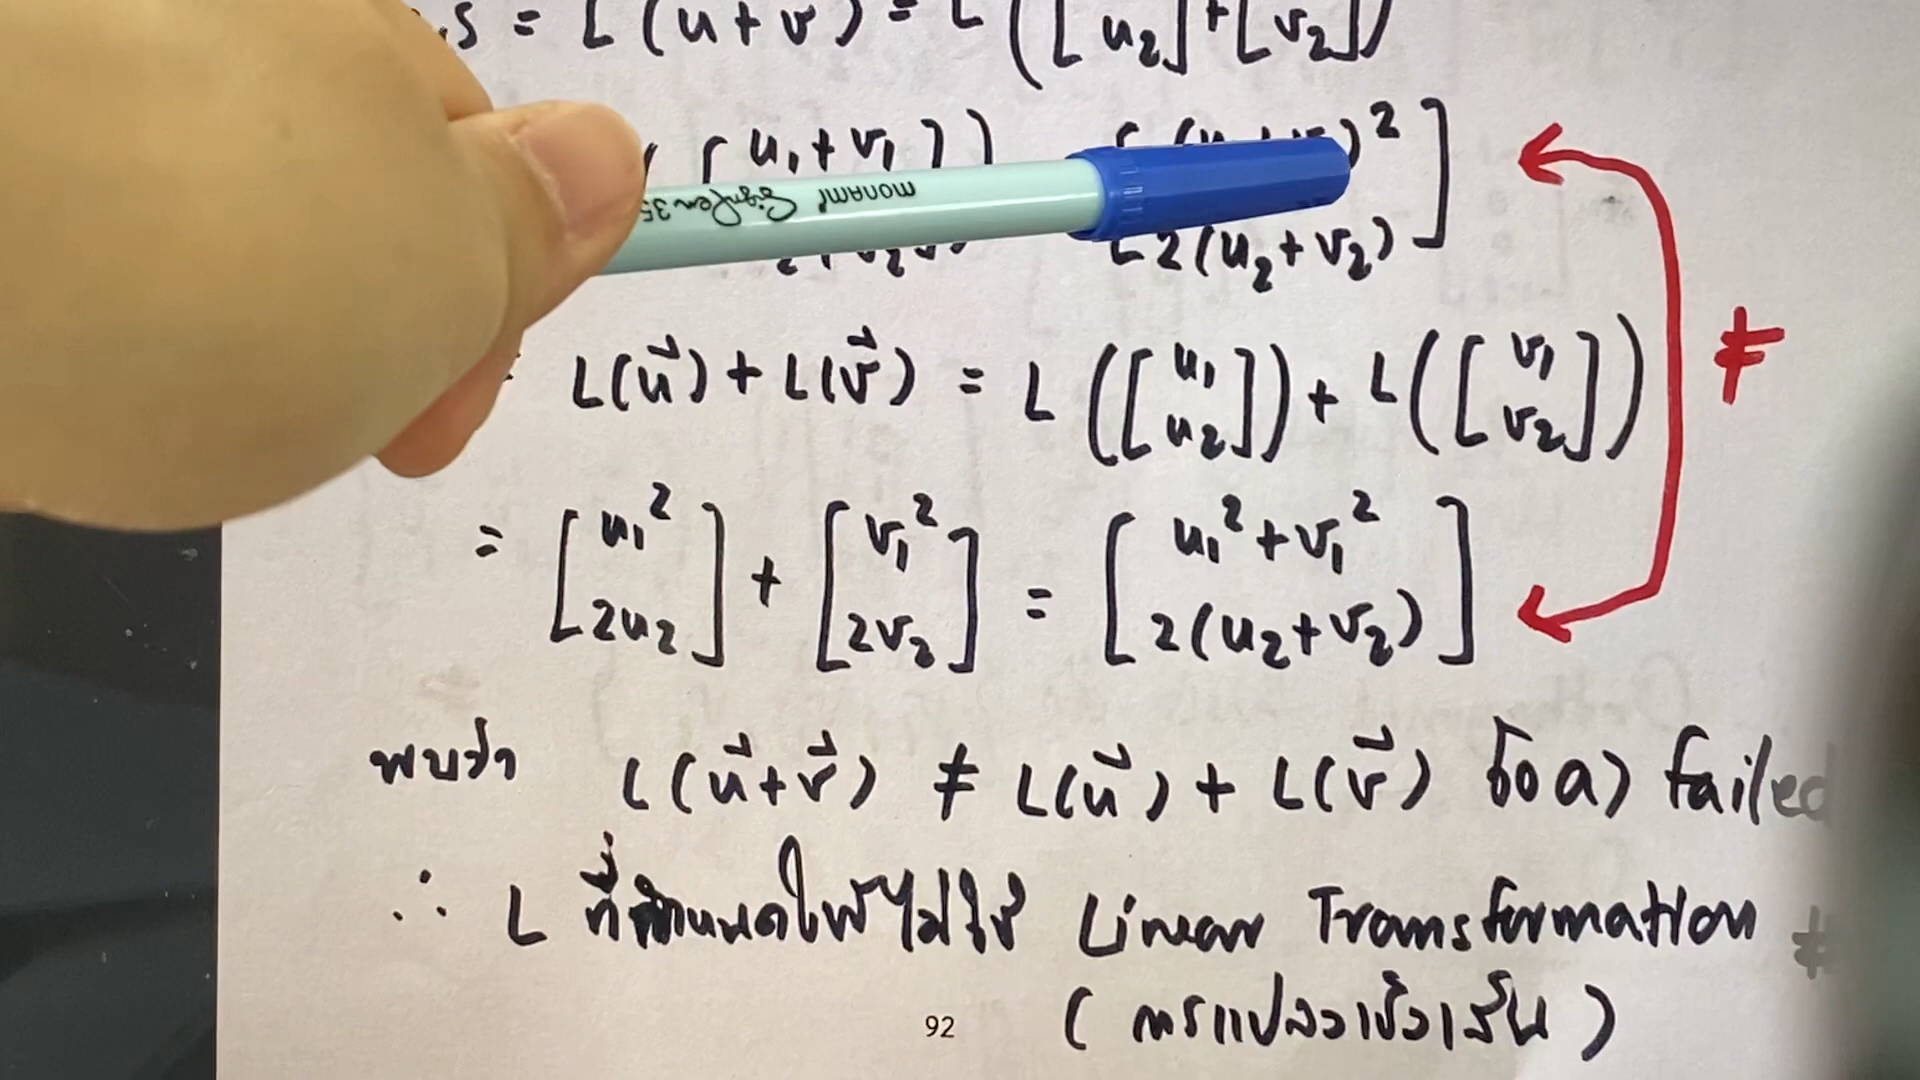 S = L(u+v) = L([ u₂]+[v₂])
[u₁+v₁]) [( )²]
monami SignPen 35
[2(u₂+v₂)]
L(u⃗)+L(v⃗) = L([u₁ u₂])+L([v₁ v₂]) ≠
= [u₁² 2u₂] + [v₁² 2v₂] = [u₁²+v₁² 2(u₂+v₂)]
พบว่า L(u⃗+v⃗) ≠ L(u⃗)+L(v⃗) ข้อ a) failed
∴ L ที่กำหนดให้ไม่ใช่ Linear Transformation #
(การแปลงเชิงเส้น)
92